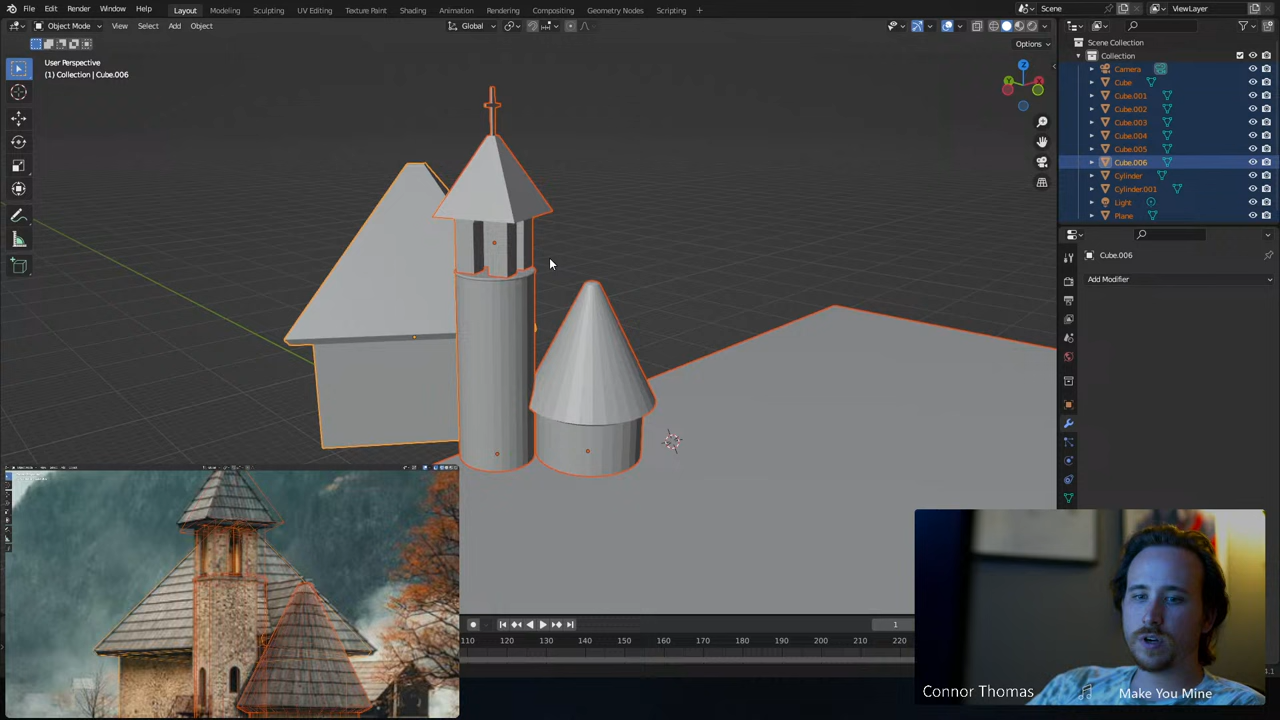 File Edit Render Window Help Layout Modeling Sculpting UV Editing Texture Paint Shading Animation Rendering Compositing Geometry Nodes Scripting + Scene ViewLayer
Object Mode View Select Add Object Global
Options
User Perspective
(1) Collection | Cube.006
Z
Y
X
Scene Collection
Collection
Camera
Cube
Cube.001
Cube.002
Cube.003
Cube.004
Cube.005
Cube.006
Cylinder
Cylinder.001
Light
Plane
Cube.006
Add Modifier
1
110 120 130 140 150 160 170 180 190 200 210 220
Connor Thomas Make You Mine